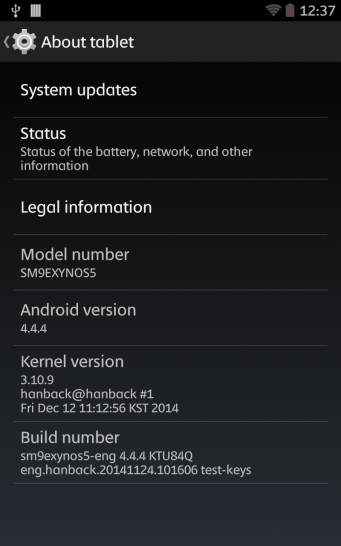 12:37
About tablet
System updates
Status
Status of the battery, network, and other
information
Legal information
Model number
SM9EXYNOS5
Android version
4.4.4
Kernel version
3.10.9
hanback@hanback #1
Fri Dec 12 11:12:56 KST 2014
Build number
sm9exynos5-eng 4.4.4 KTU84Q
eng.hanback.20141124.101606 test-keys